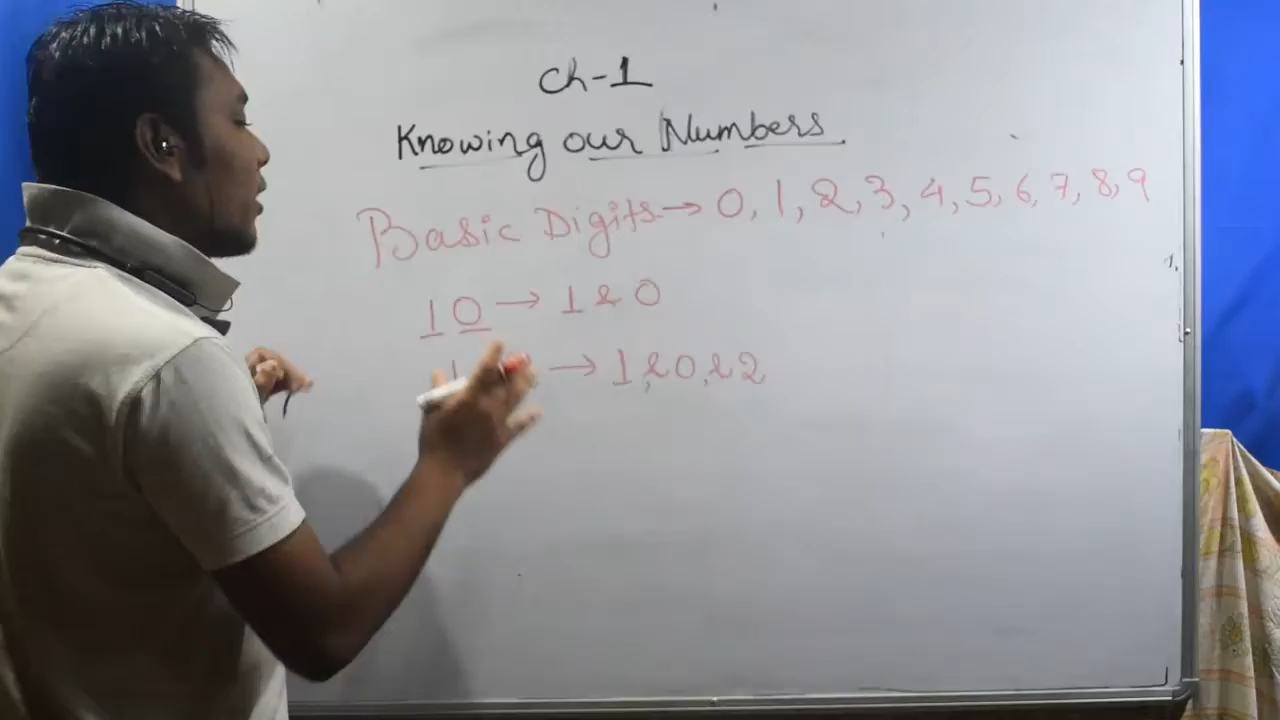 Ch-1
Knowing our Numbers
Basic Digits → 0, 1, 2, 3, 4, 5, 6, 7, 8, 9
10 → 1 & 0
1 → 1, & 0, & 2